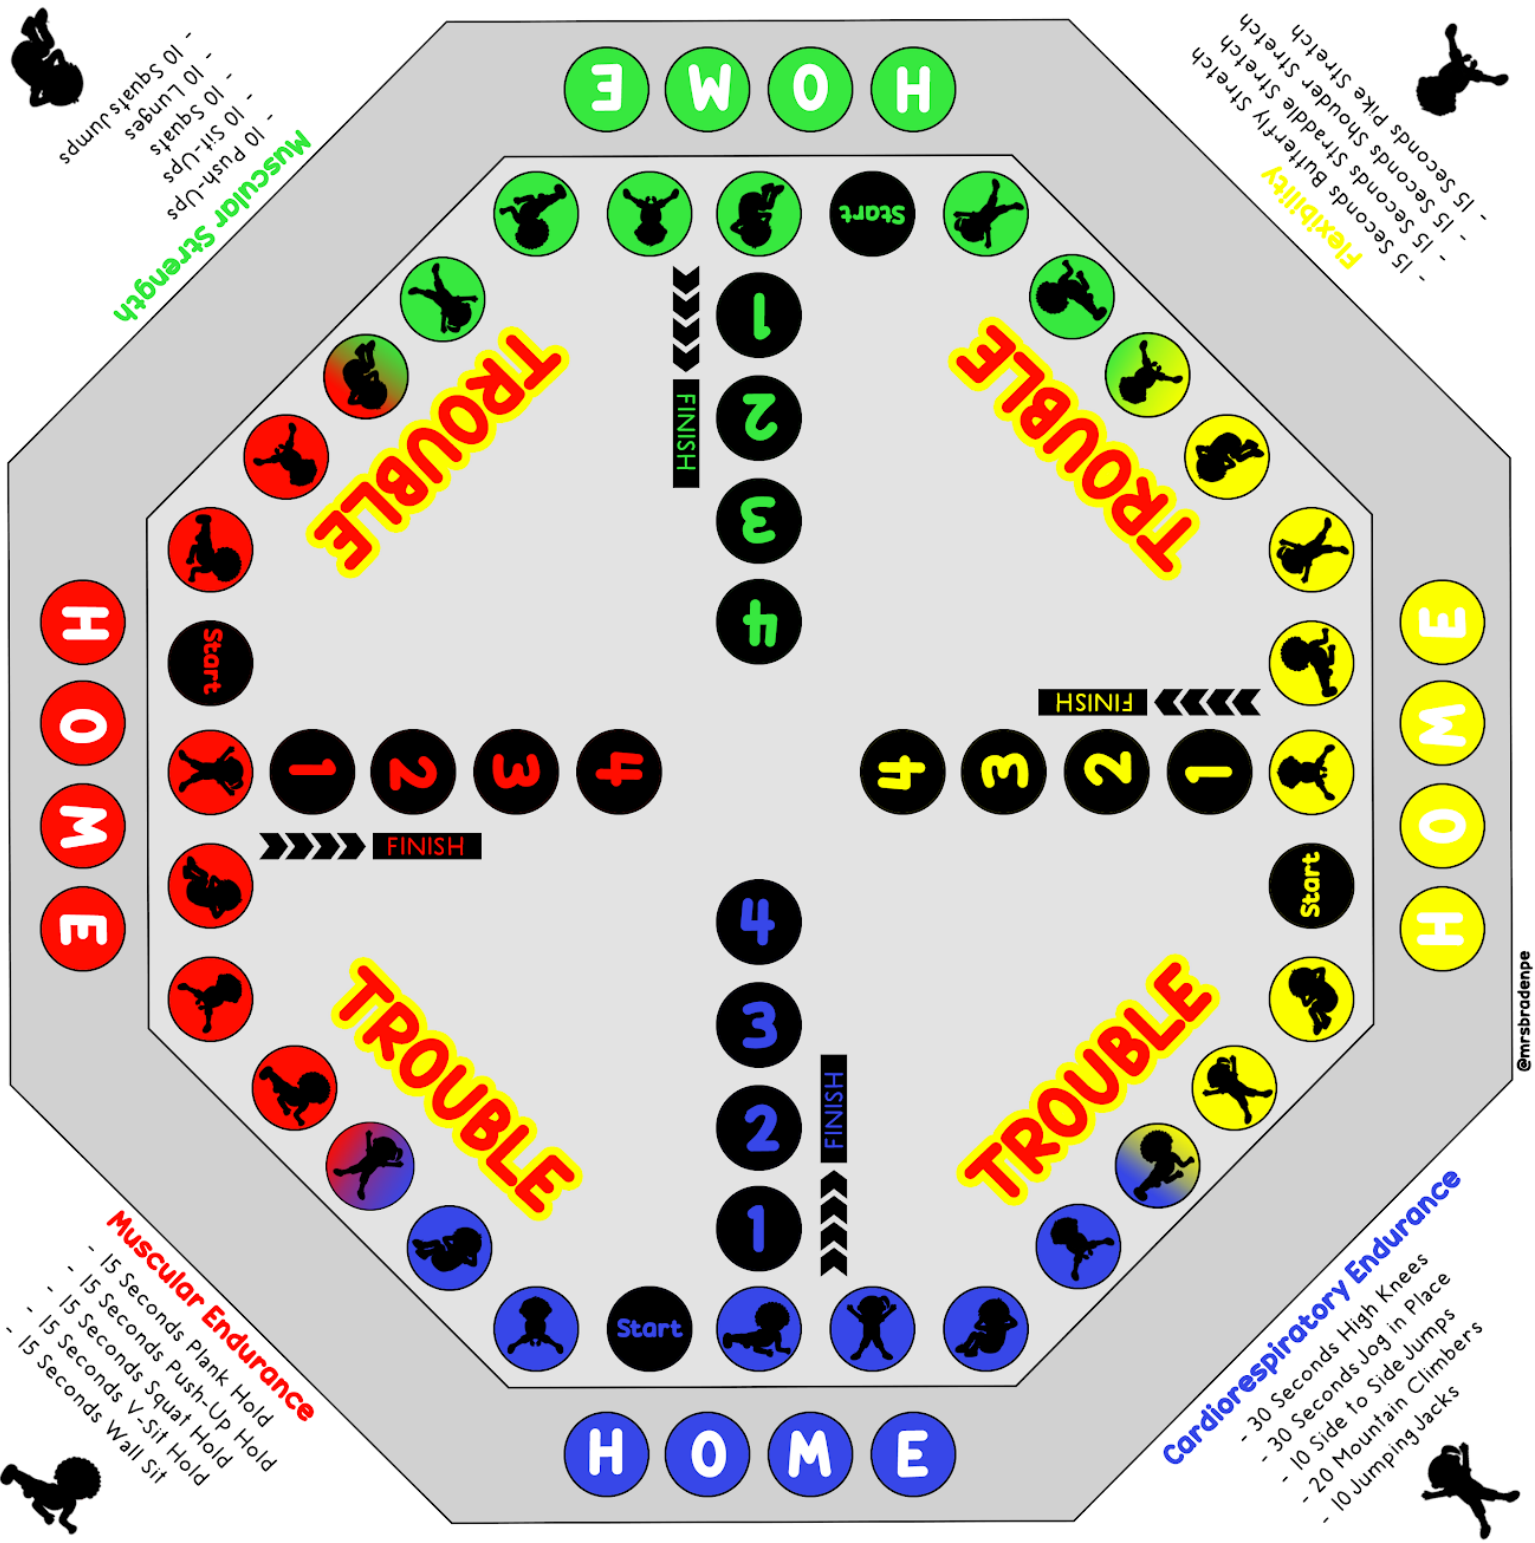 Muscular Strength
- 10 Push-Ups
- 10 Sit-Ups
- 10 Squats
- 10 Lunges
- 10 SquatsJumps
Flexibility
- 15 Seconds Butterfly Stretch
- 15 Seconds Straddle Stretch
- 15 Seconds Shouder Stretch
- 15 Seconds Pike Stretch
HOME
Start
1
2
3
4
FINISH
TROUBLE
TROUBLE
HOME
Start
1
2
3
4
FINISH
HOME
Start
1
2
3
4
FINISH
TROUBLE
TROUBLE
4
3
2
1
FINISH
Start
HOME
@mrsbradenpe
Muscular Endurance
- 15 Seconds Plank Hold
- 15 Seconds Push-Up Hold
- 15 Seconds Squat Hold
- 15 Seconds V-Sit Hold
- 15 Seconds Wall Sit
Cardiorespiratory Endurance
- 30 Seconds High Knees
- 30 Seconds Jog in Place
- 10 Side to Side Jumps
- 20 Mountain Climbers
- 10 Jumping Jacks